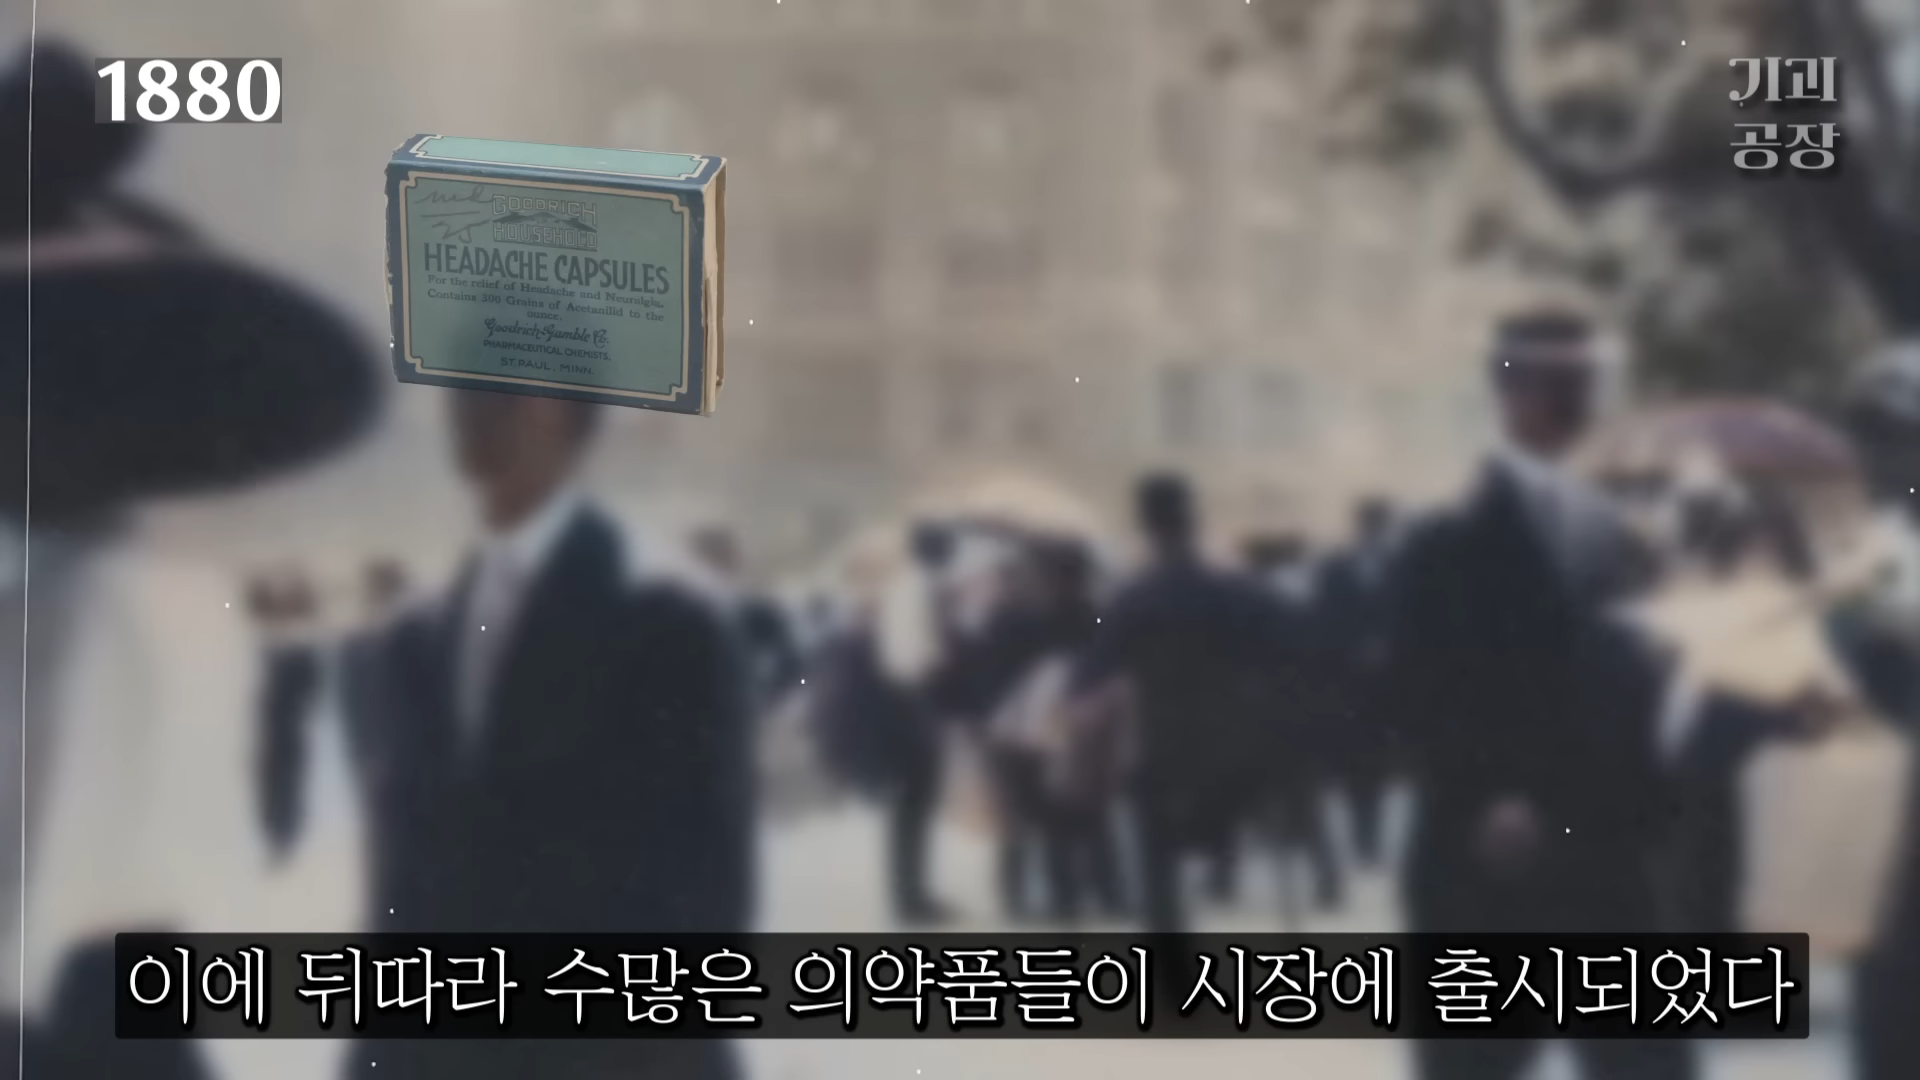 1880
기괴
공장
GOODRICH
HOUSEHOLD
HEADACHE CAPSULES
For the relief of Headache and Neuralgia.
Contains 200 Grains of Acetanilid to the
ounce.
Goodrich-Gamble Co.
PHARMACEUTICAL CHEMISTS.
ST. PAUL, MINN.
이에 뒤따라 수많은 의약품들이 시장에 출시되었다